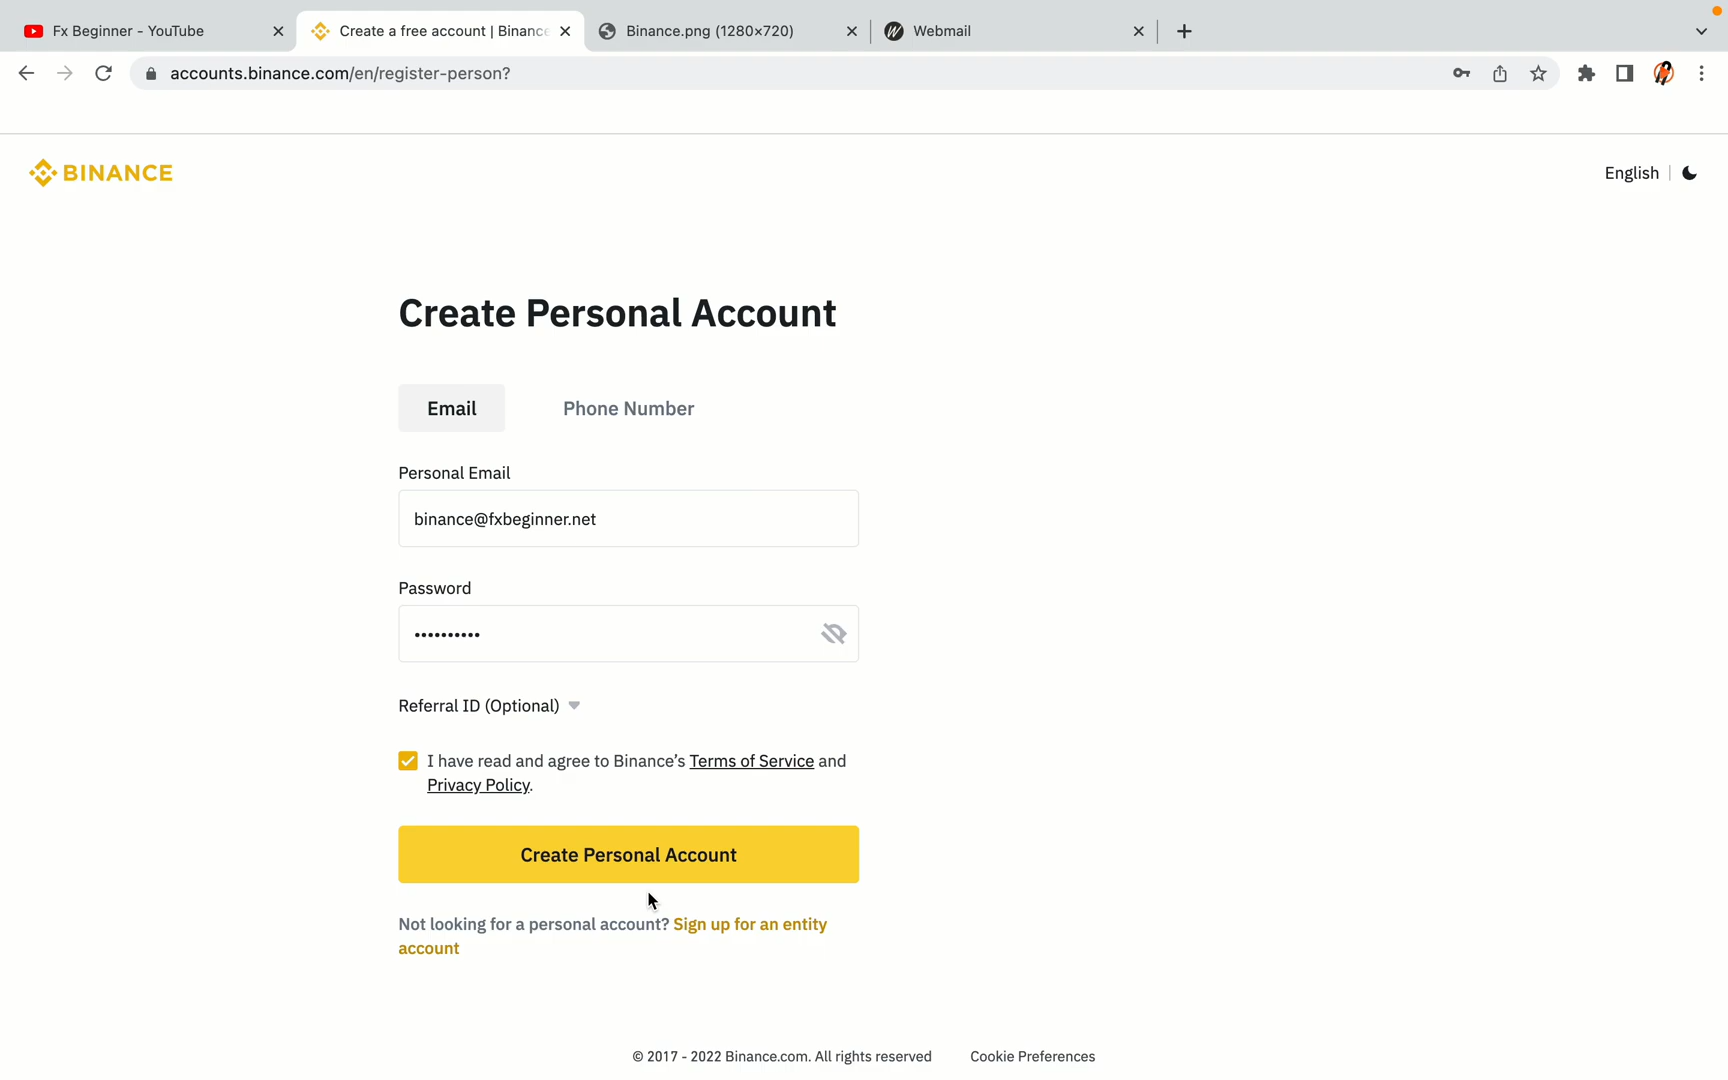 Fx Beginner - YouTube
Create a free account | Binance
Binance.png (1280×720)
Webmail
accounts.binance.com/en/register-person?
BINANCE
English
Create Personal Account
Email
Phone Number
Personal Email
binance@fxbeginner.net
Password
••••••••••
Referral ID (Optional)
I have read and agree to Binance’s Terms of Service and
Privacy Policy.
Create Personal Account
Not looking for a personal account? Sign up for an entity
account
© 2017 - 2022 Binance.com. All rights reserved
Cookie Preferences